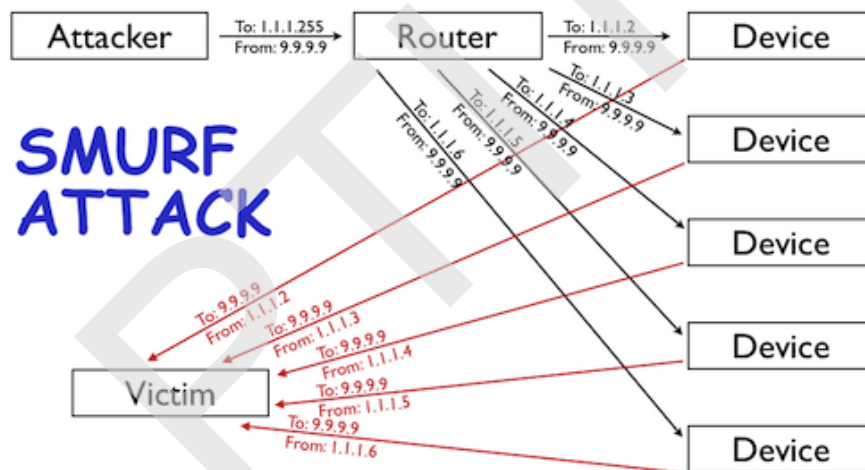 Attacker
To: 1.1.1.255
From: 9.9.9.9
Router
To: 1.1.1.2
From: 9.9.9.9
Device
To: 1.1.1.3
From: 9.9.9.9
To: 1.1.1.4
From: 9.9.9.9
To: 1.1.1.5
From: 9.9.9.9
To: 1.1.1.6
From: 9.9.9.9
Device
SMURF
ATTACK
Device
To: 9.9.9.9
From: 1.1.1.2
To: 9.9.9.9
From: 1.1.1.3
To: 9.9.9.9
From: 1.1.1.4
Device
Victim
To: 9.9.9.9
From: 1.1.1.5
To: 9.9.9.9
From: 1.1.1.6
Device